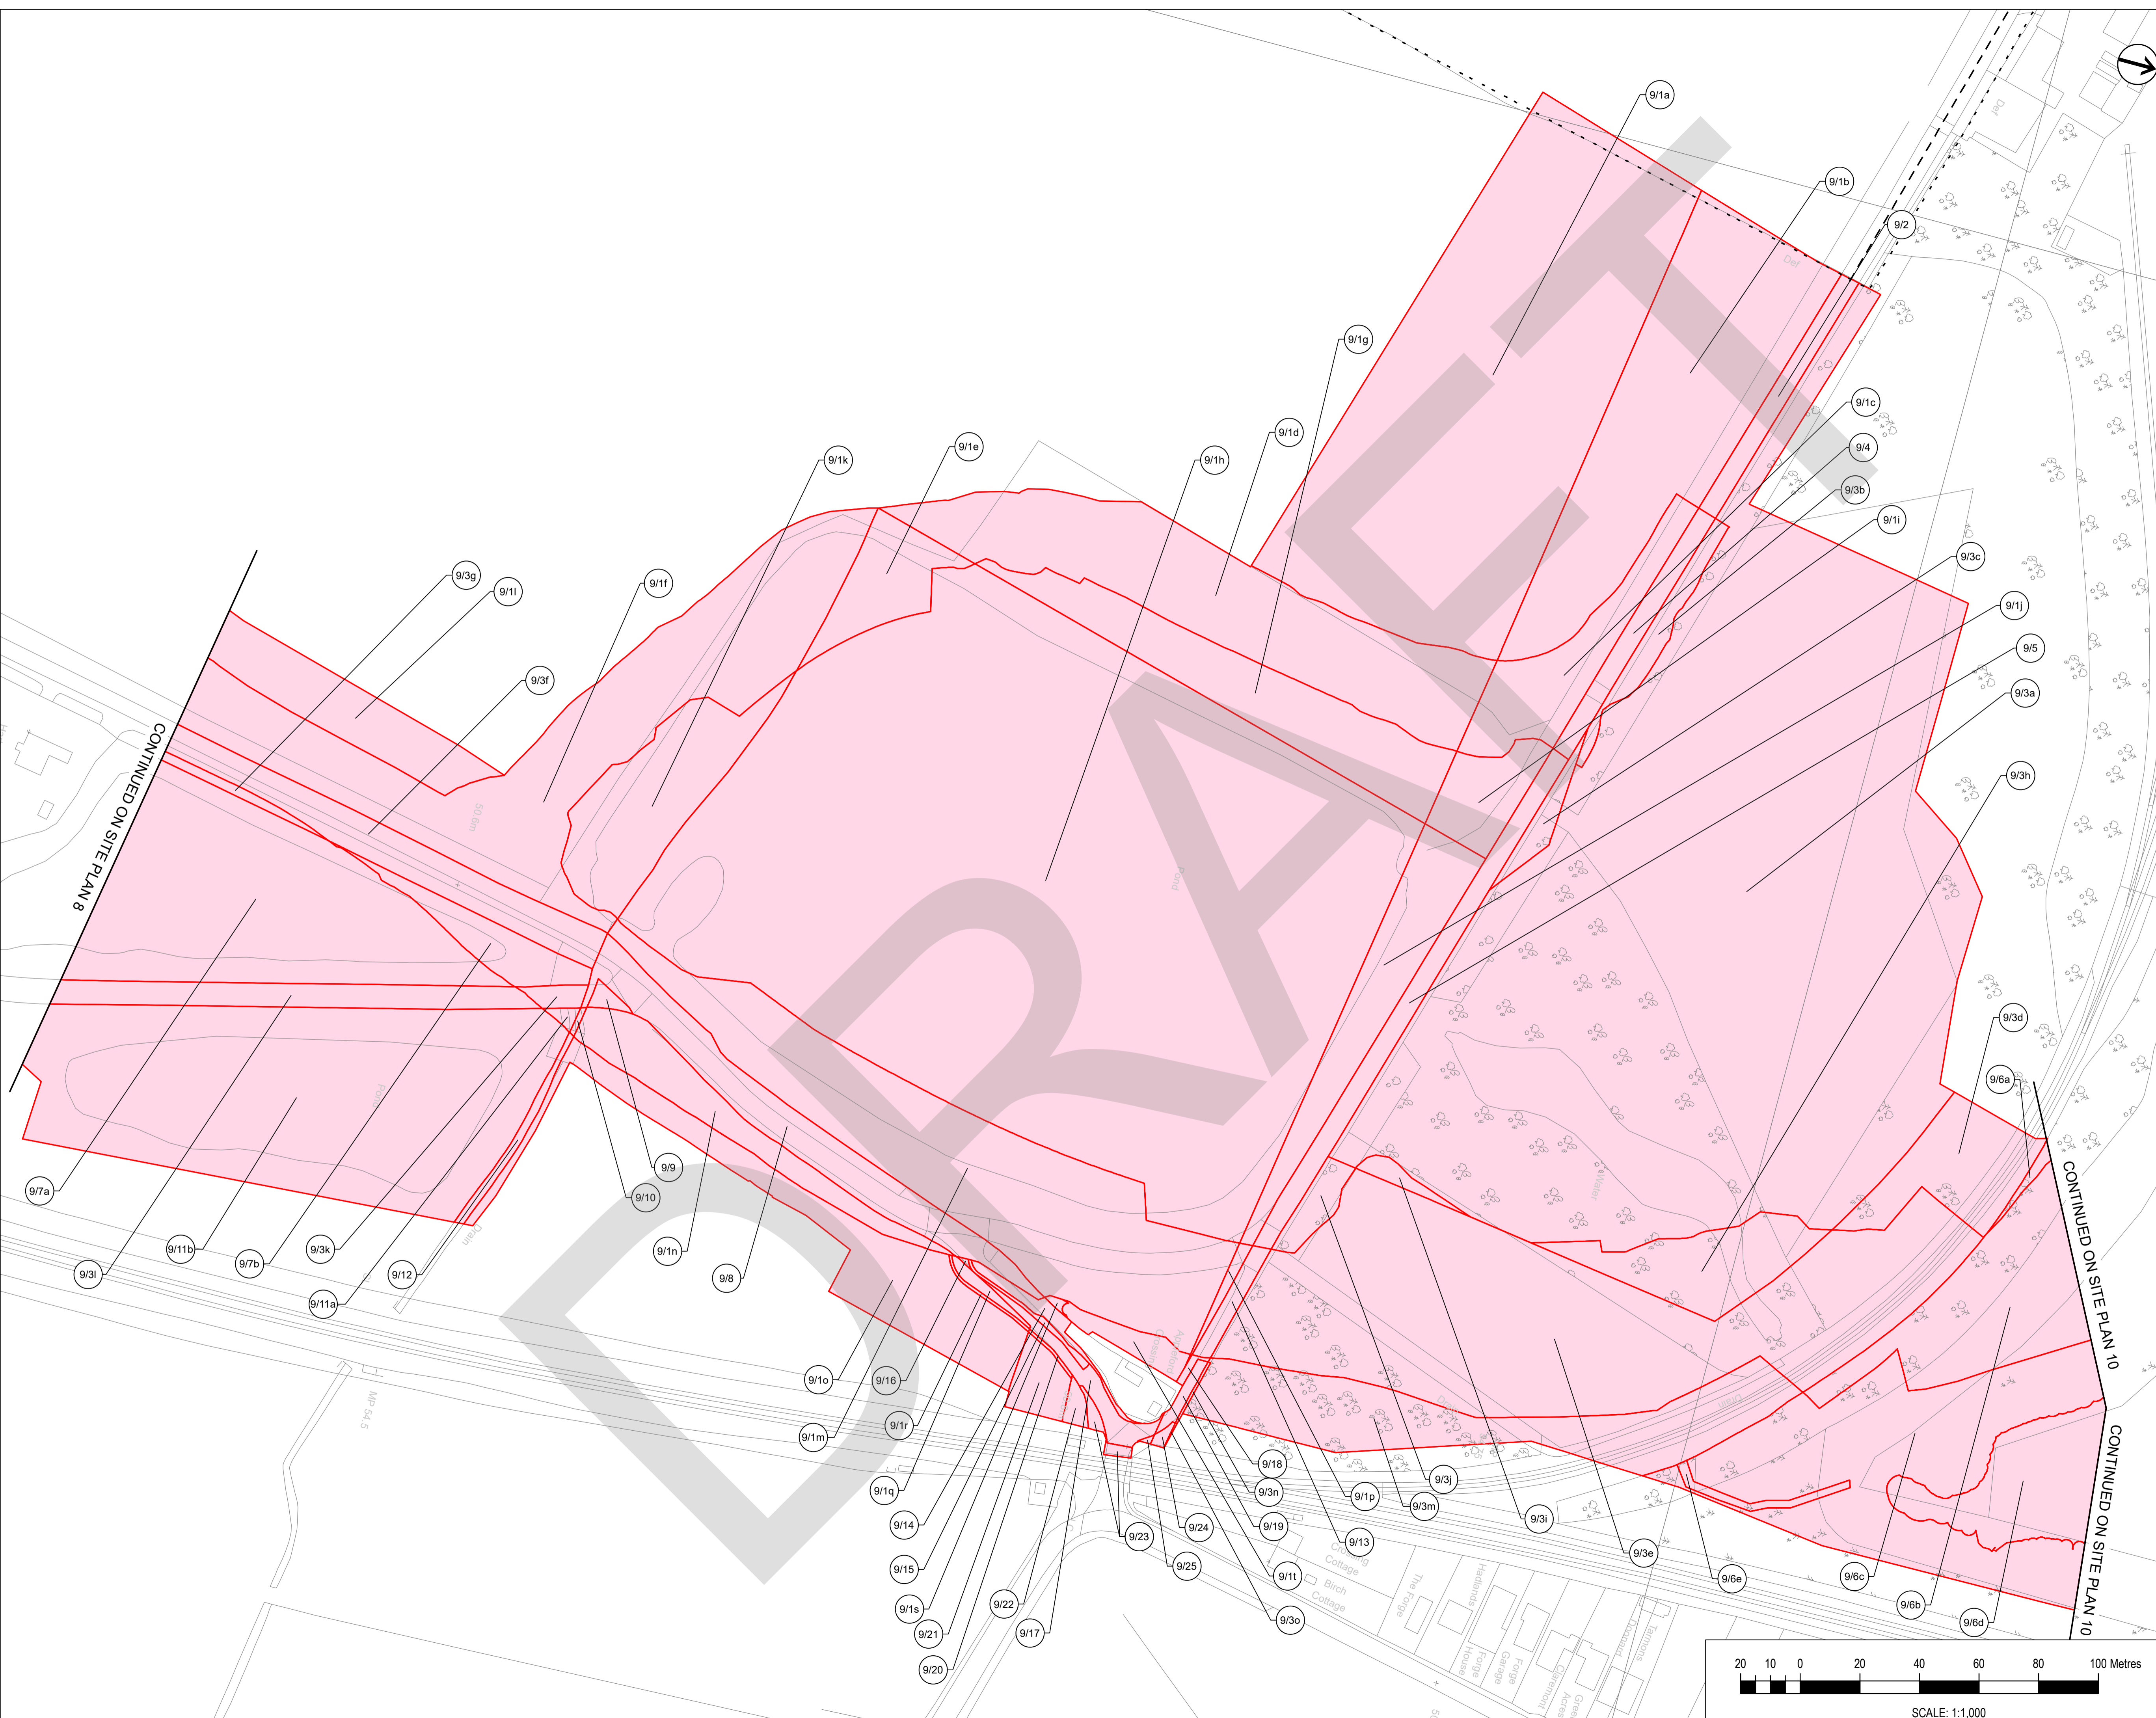 9/1a
9/1b
9/2
Def
Def
9/1g
9/1c
9/1d
9/1e
9/1k
9/1h
9/4
9/3b
9/1i
9/3c
9/3g
9/1l
9/1f
9/1j
9/5
9/3f
9/3a
9/3h
50.6m
CONTINUED ON SITE PLAN 8
Pond
Pond
DRAFT
9/3d
9/6a
Water
9/9
9/10
9/7a
9/11b
9/7b
9/3k
9/1n
9/3l
9/11a
9/12
9/8
Drain
CONTINUED ON SITE PLAN 10
CONTINUED ON SITE PLAN 10
Drain
MP 54.5
9/1o
9/16
9/1m
9/1r
9/1q
9/14
9/15
9/1s
9/21
9/20
9/22
9/17
9/23
9/24
9/25
9/18
9/3n
9/19
9/13
9/1t
9/3o
9/1p
9/3m
9/3j
9/3i
9/3e
9/6e
9/6c
9/6b
9/6d
Crossing
Cottage
Birch
Cottage
The Forge
Hadlands
Forge
House
Forge
Garage
Claremont
20 10 0 20 40 60 80 100 Metres
SCALE: 1:1,000